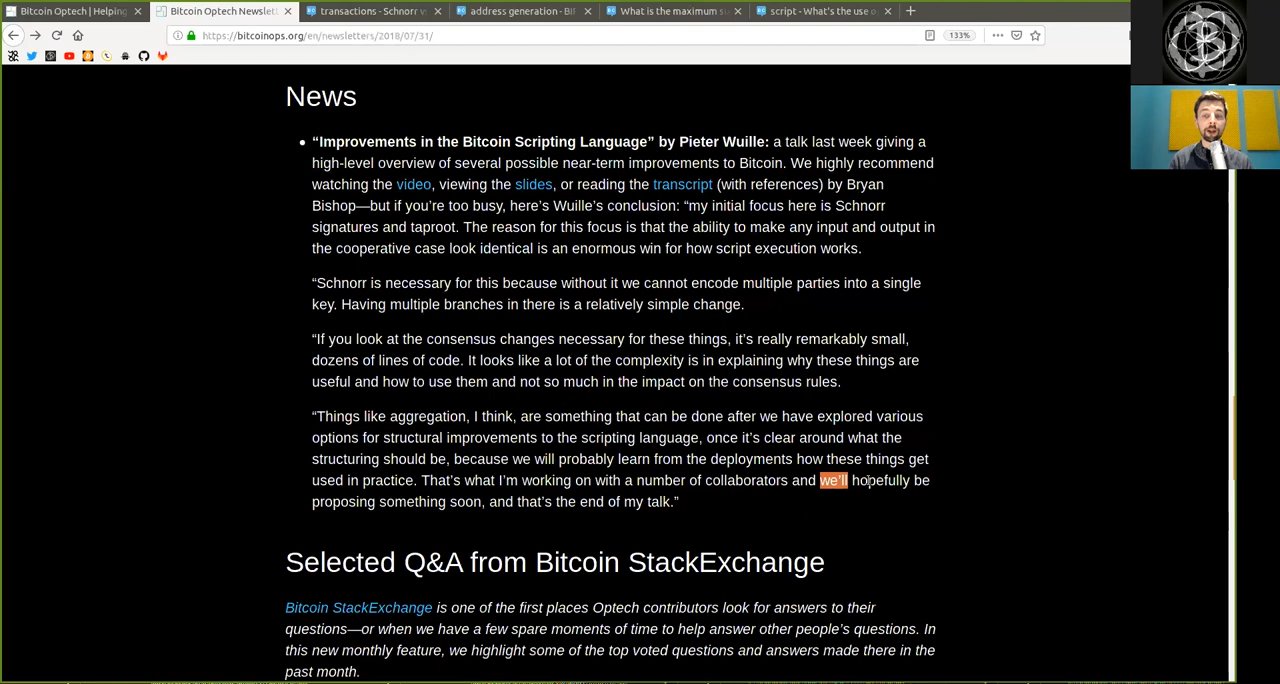 Bitcoin Optech | Helping
Bitcoin Optech Newslet
transactions - Schnorr v
address generation - BIP
What is the maximum si
script - What's the use o
https://bitcoinops.org/en/newsletters/2018/07/31/
133%
News
“Improvements in the Bitcoin Scripting Language” by Pieter Wuille: a talk last week giving a
high-level overview of several possible near-term improvements to Bitcoin. We highly recommend
watching the video, viewing the slides, or reading the transcript (with references) by Bryan
Bishop—but if you’re too busy, here’s Wuille’s conclusion: “my initial focus here is Schnorr
signatures and taproot. The reason for this focus is that the ability to make any input and output in
the cooperative case look identical is an enormous win for how script execution works.
“Schnorr is necessary for this because without it we cannot encode multiple parties into a single
key. Having multiple branches in there is a relatively simple change.
“If you look at the consensus changes necessary for these things, it’s really remarkably small,
dozens of lines of code. It looks like a lot of the complexity is in explaining why these things are
useful and how to use them and not so much in the impact on the consensus rules.
“Things like aggregation, I think, are something that can be done after we have explored various
options for structural improvements to the scripting language, once it’s clear around what the
structuring should be, because we will probably learn from the deployments how these things get
used in practice. That’s what I’m working on with a number of collaborators and we’ll hopefully be
proposing something soon, and that’s the end of my talk.”
Selected Q&A from Bitcoin StackExchange
Bitcoin StackExchange is one of the first places Optech contributors look for answers to their
questions—or when we have a few spare moments of time to help answer other people’s questions. In
this new monthly feature, we highlight some of the top voted questions and answers made there in the
past month.